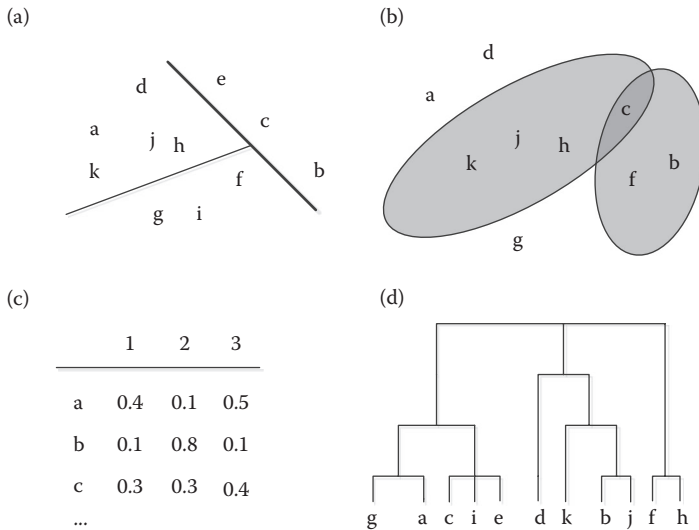 (a)
d
e
c
a
j
h
k
f
b
g
i
(b)
d
a
c
j
k
h
f
b
g
(c)
1 2 3
a 0.4 0.1 0.5
b 0.1 0.8 0.1
c 0.3 0.3 0.4
...
(d)
g a c i e d k b j f h